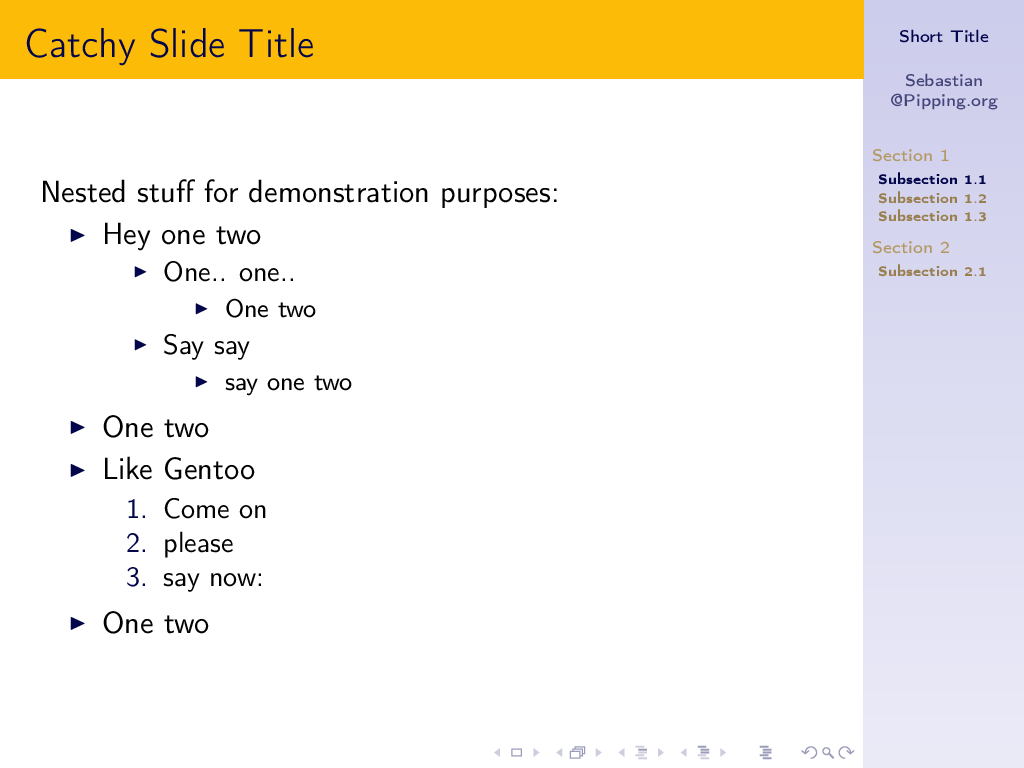 Catchy Slide Title
Nested stuff for demonstration purposes:
Hey one two
One.. one..
One two
Say say
say one two
One two
Like Gentoo
1. Come on
2. please
3. say now:
One two
Short Title
Sebastian
@Pipping.org
Section 1
Subsection 1.1
Subsection 1.2
Subsection 1.3
Section 2
Subsection 2.1